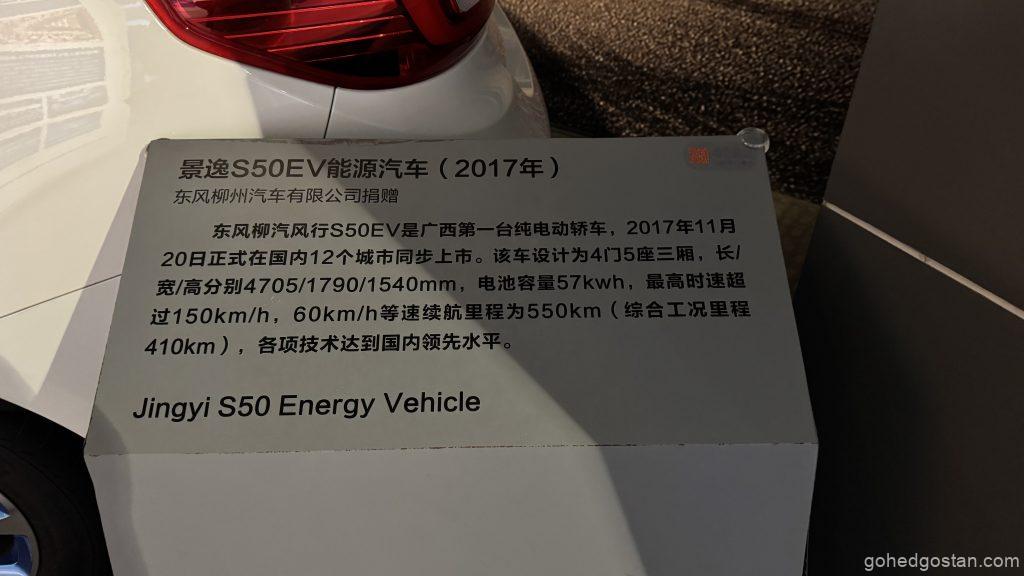 景逸S50EV能源汽车（2017年）
东风柳州汽车有限公司捐赠
东风柳汽风行S50EV是广西第一台纯电动轿车，2017年11月
20日正式在国内12个城市同步上市。该车设计为4门5座三厢，长/
宽/高分别4705/1790/1540mm，电池容量57kwh，最高时速超
过150km/h，60km/h等速续航里程为550km（综合工况里程
410km），各项技术达到国内领先水平。
Jingyi S50 Energy Vehicle
gohedgostan.com